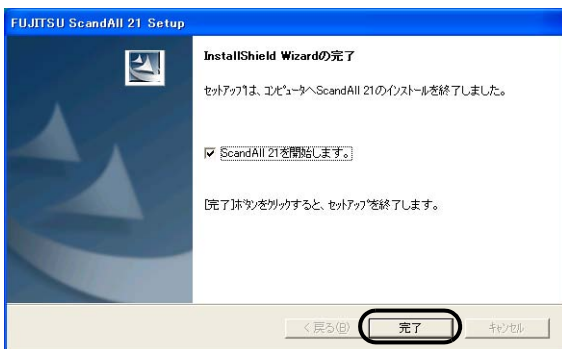 FUJITSU ScandAll 21 Setup
InstallShield Wizardの完了
セットアップは、コンピュータへScandAll 21のインストールを終了しました。
ScandAll 21を開始します。
[完了]ボタンをクリックすると、セットアップを終了します。
< 戻る(B)
完了
キャンセル